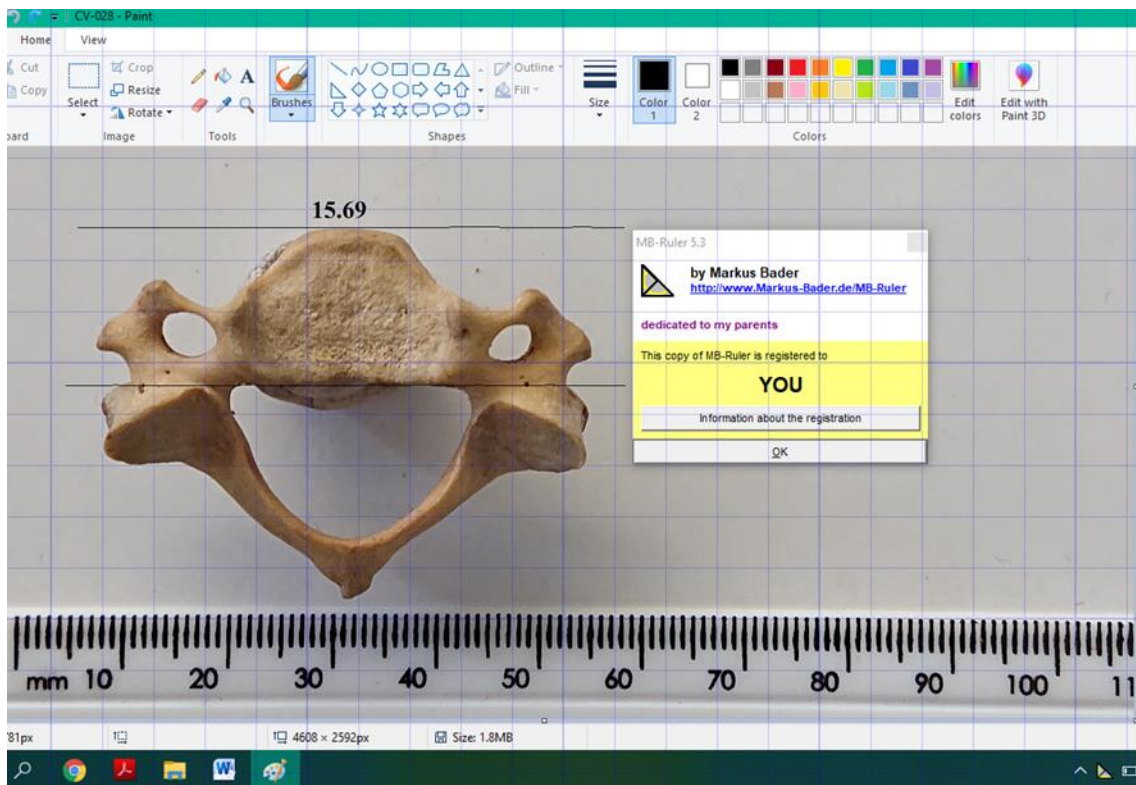 CV-028 - Paint
Home View
Cut
Copy
Select
Crop
Resize
Rotate
Image
Tools
Brushes
Shapes
Outline
Fill
Size
Color 1
Color 2
Edit colors
Edit with Paint 3D
Colors
15.69
MB-Ruler 5.3
by Markus Bader
http://www.Markus-Bader.de/MB-Ruler
dedicated to my parents
This copy of MB-Ruler is registered to
YOU
Information about the registration
OK
mm 10 20 30 40 50 60 70 80 90 100 11
4608 × 2592px
Size: 1.8MB